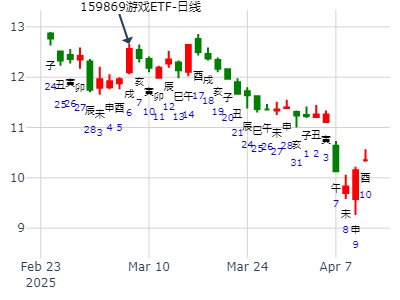 159869游戏ETF-日线
13
12
11
10
9
子
24
丑
25
寅
26
卯
27
辰
28
未
3
申
4
酉
5
戌
6
亥
7
寅
10
卯
11
辰
12
巳
13
午
14
酉
17
戌
18
亥
19
子
20
丑
21
辰
24
巳
25
午
26
未
27
申
28
亥
31
子
1
丑
2
寅
3
午
7
未
8
申
9
酉
10
Feb 23
2025
Mar 10
Mar 24
Apr 7